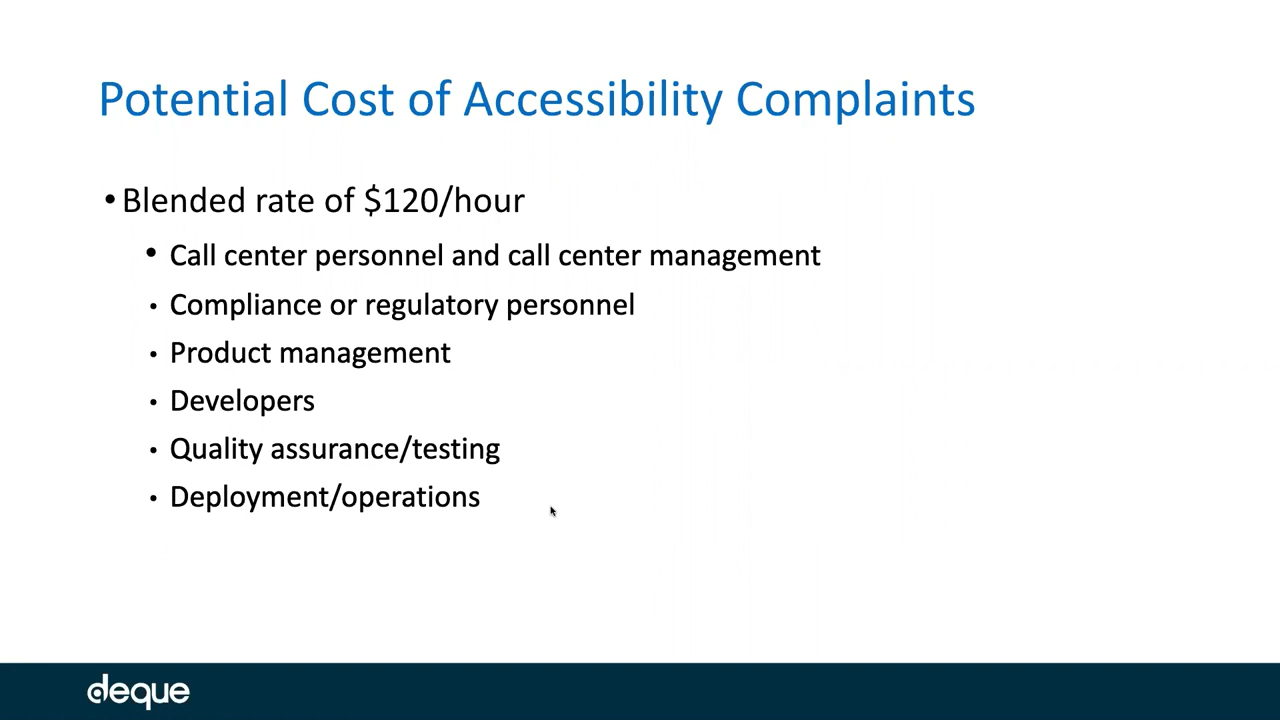 Potential Cost of Accessibility Complaints
• Blended rate of $120/hour
• Call center personnel and call center management
• Compliance or regulatory personnel
• Product management
• Developers
• Quality assurance/testing
• Deployment/operations
deque